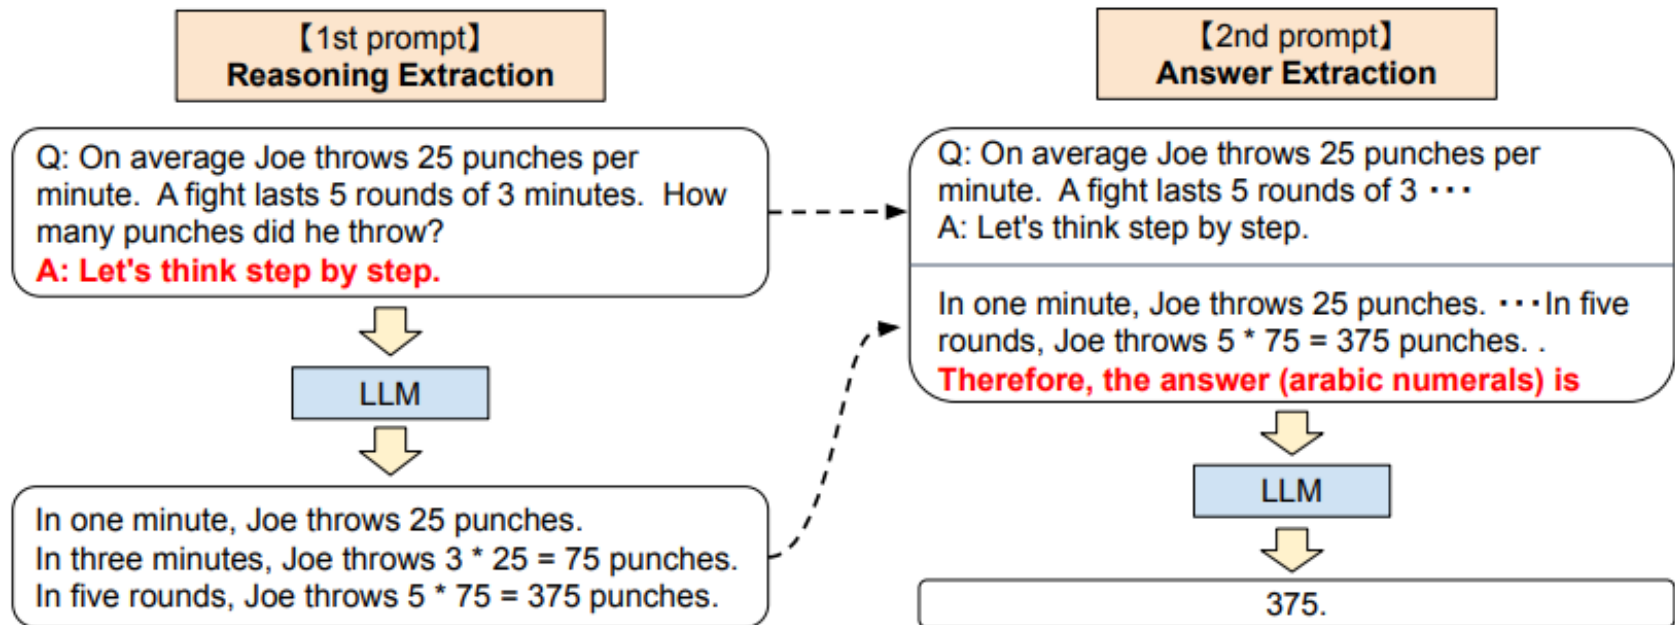 【1st prompt】
Reasoning Extraction
Q: On average Joe throws 25 punches per
minute.  A fight lasts 5 rounds of 3 minutes.  How
many punches did he throw?
A: Let's think step by step.
LLM
In one minute, Joe throws 25 punches.
In three minutes, Joe throws 3 * 25 = 75 punches.
In five rounds, Joe throws 5 * 75 = 375 punches.
【2nd prompt】
Answer Extraction
Q: On average Joe throws 25 punches per
minute.  A fight lasts 5 rounds of 3 ･･･
A: Let's think step by step.
In one minute, Joe throws 25 punches. ･･･In five
rounds, Joe throws 5 * 75 = 375 punches. .
Therefore, the answer (arabic numerals) is
LLM
375.